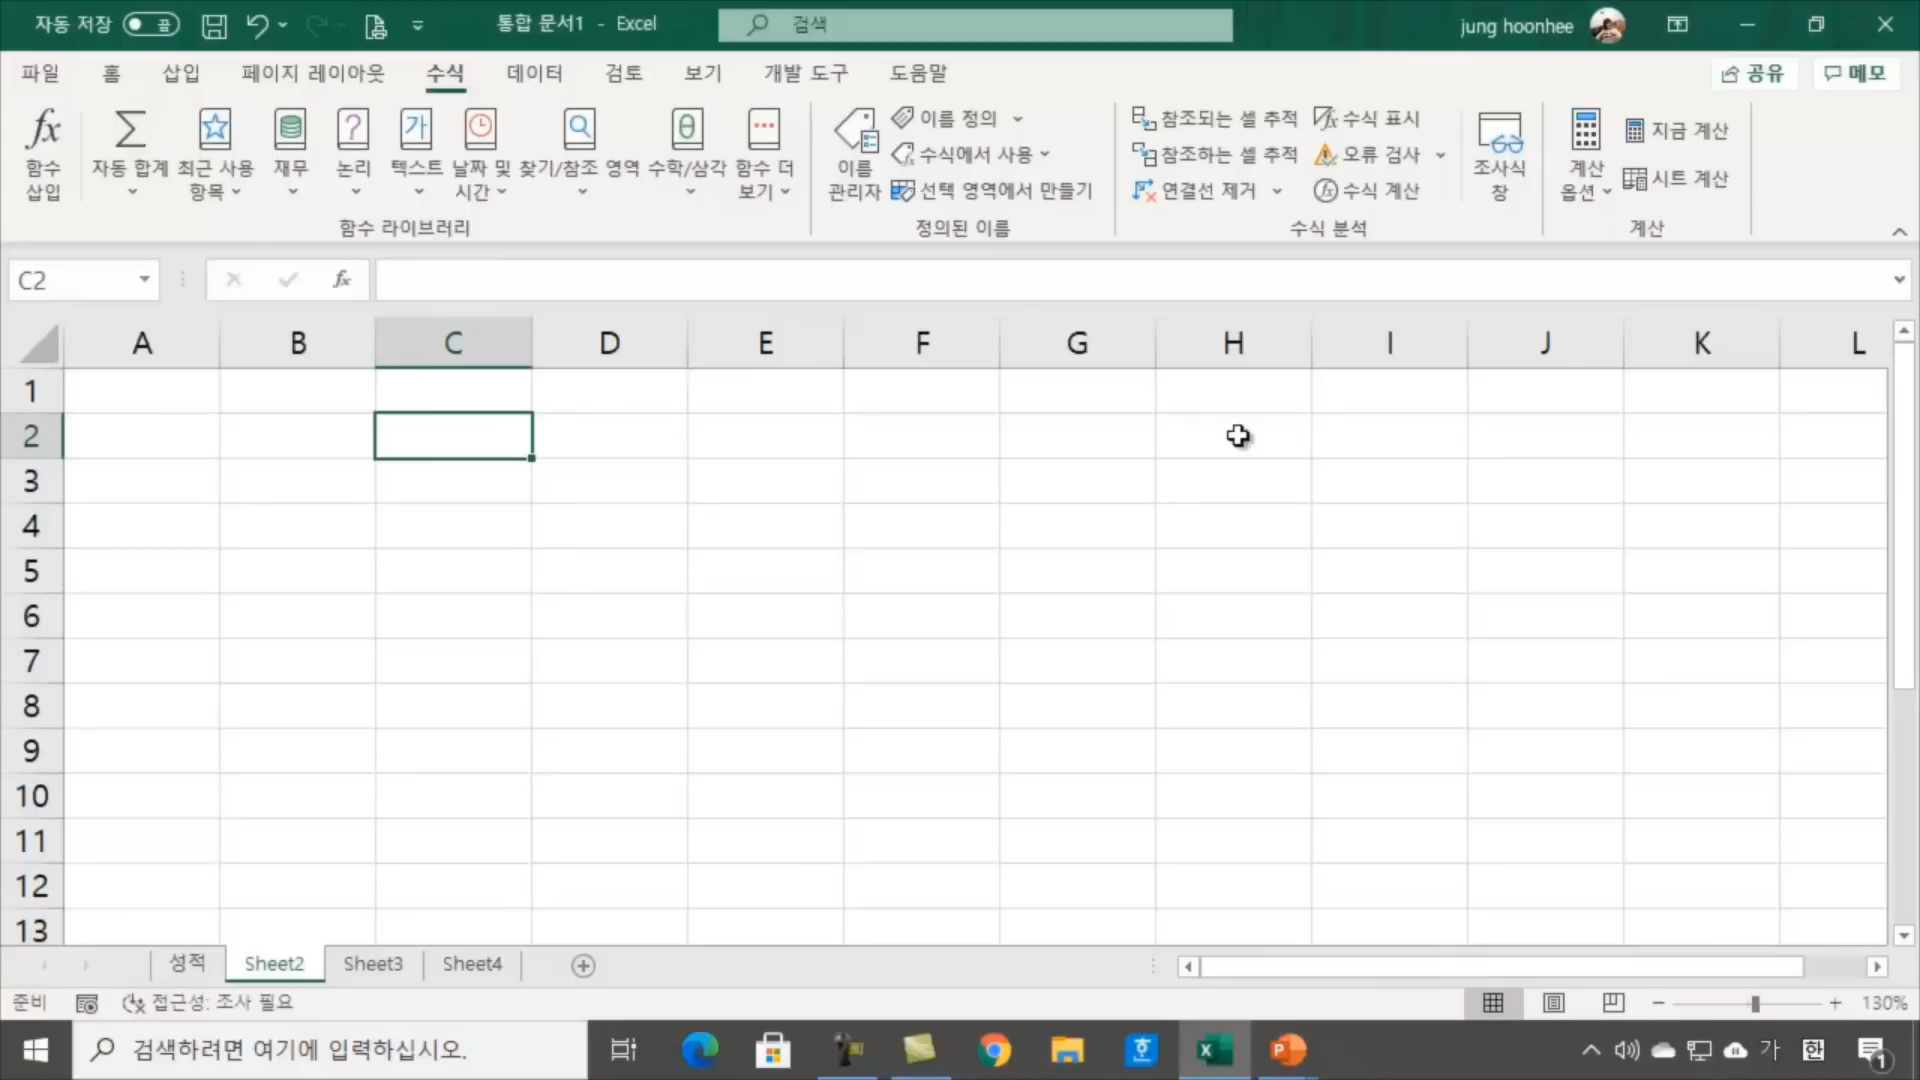 자동 저장 끔 통합 문서1 - Excel 검색 jung hoonhee
파일 홈 삽입 페이지 레이아웃 수식 데이터 검토 보기 개발 도구 도움말 공유 메모
fx 함수 삽입
자동 합계
최근 사용 항목
재무
논리
가 텍스트
날짜 및 시간
찾기/참조 영역
θ 수학/삼각
함수 더 보기
함수 라이브러리
이름 관리자
이름 정의
수식에서 사용
선택 영역에서 만들기
정의된 이름
참조되는 셀 추적
참조하는 셀 추적
연결선 제거
수식 표시
오류 검사
수식 계산
수식 분석
조사식 창
계산 옵션
지금 계산
시트 계산
계산
C2 fx
A B C D E F G H I J K L
1
2
3
4
5
6
7
8
9
10
11
12
13
성적 Sheet2 Sheet3 Sheet4
준비 접근성: 조사 필요 130%
검색하려면 여기에 입력하십시오. 가 한 1